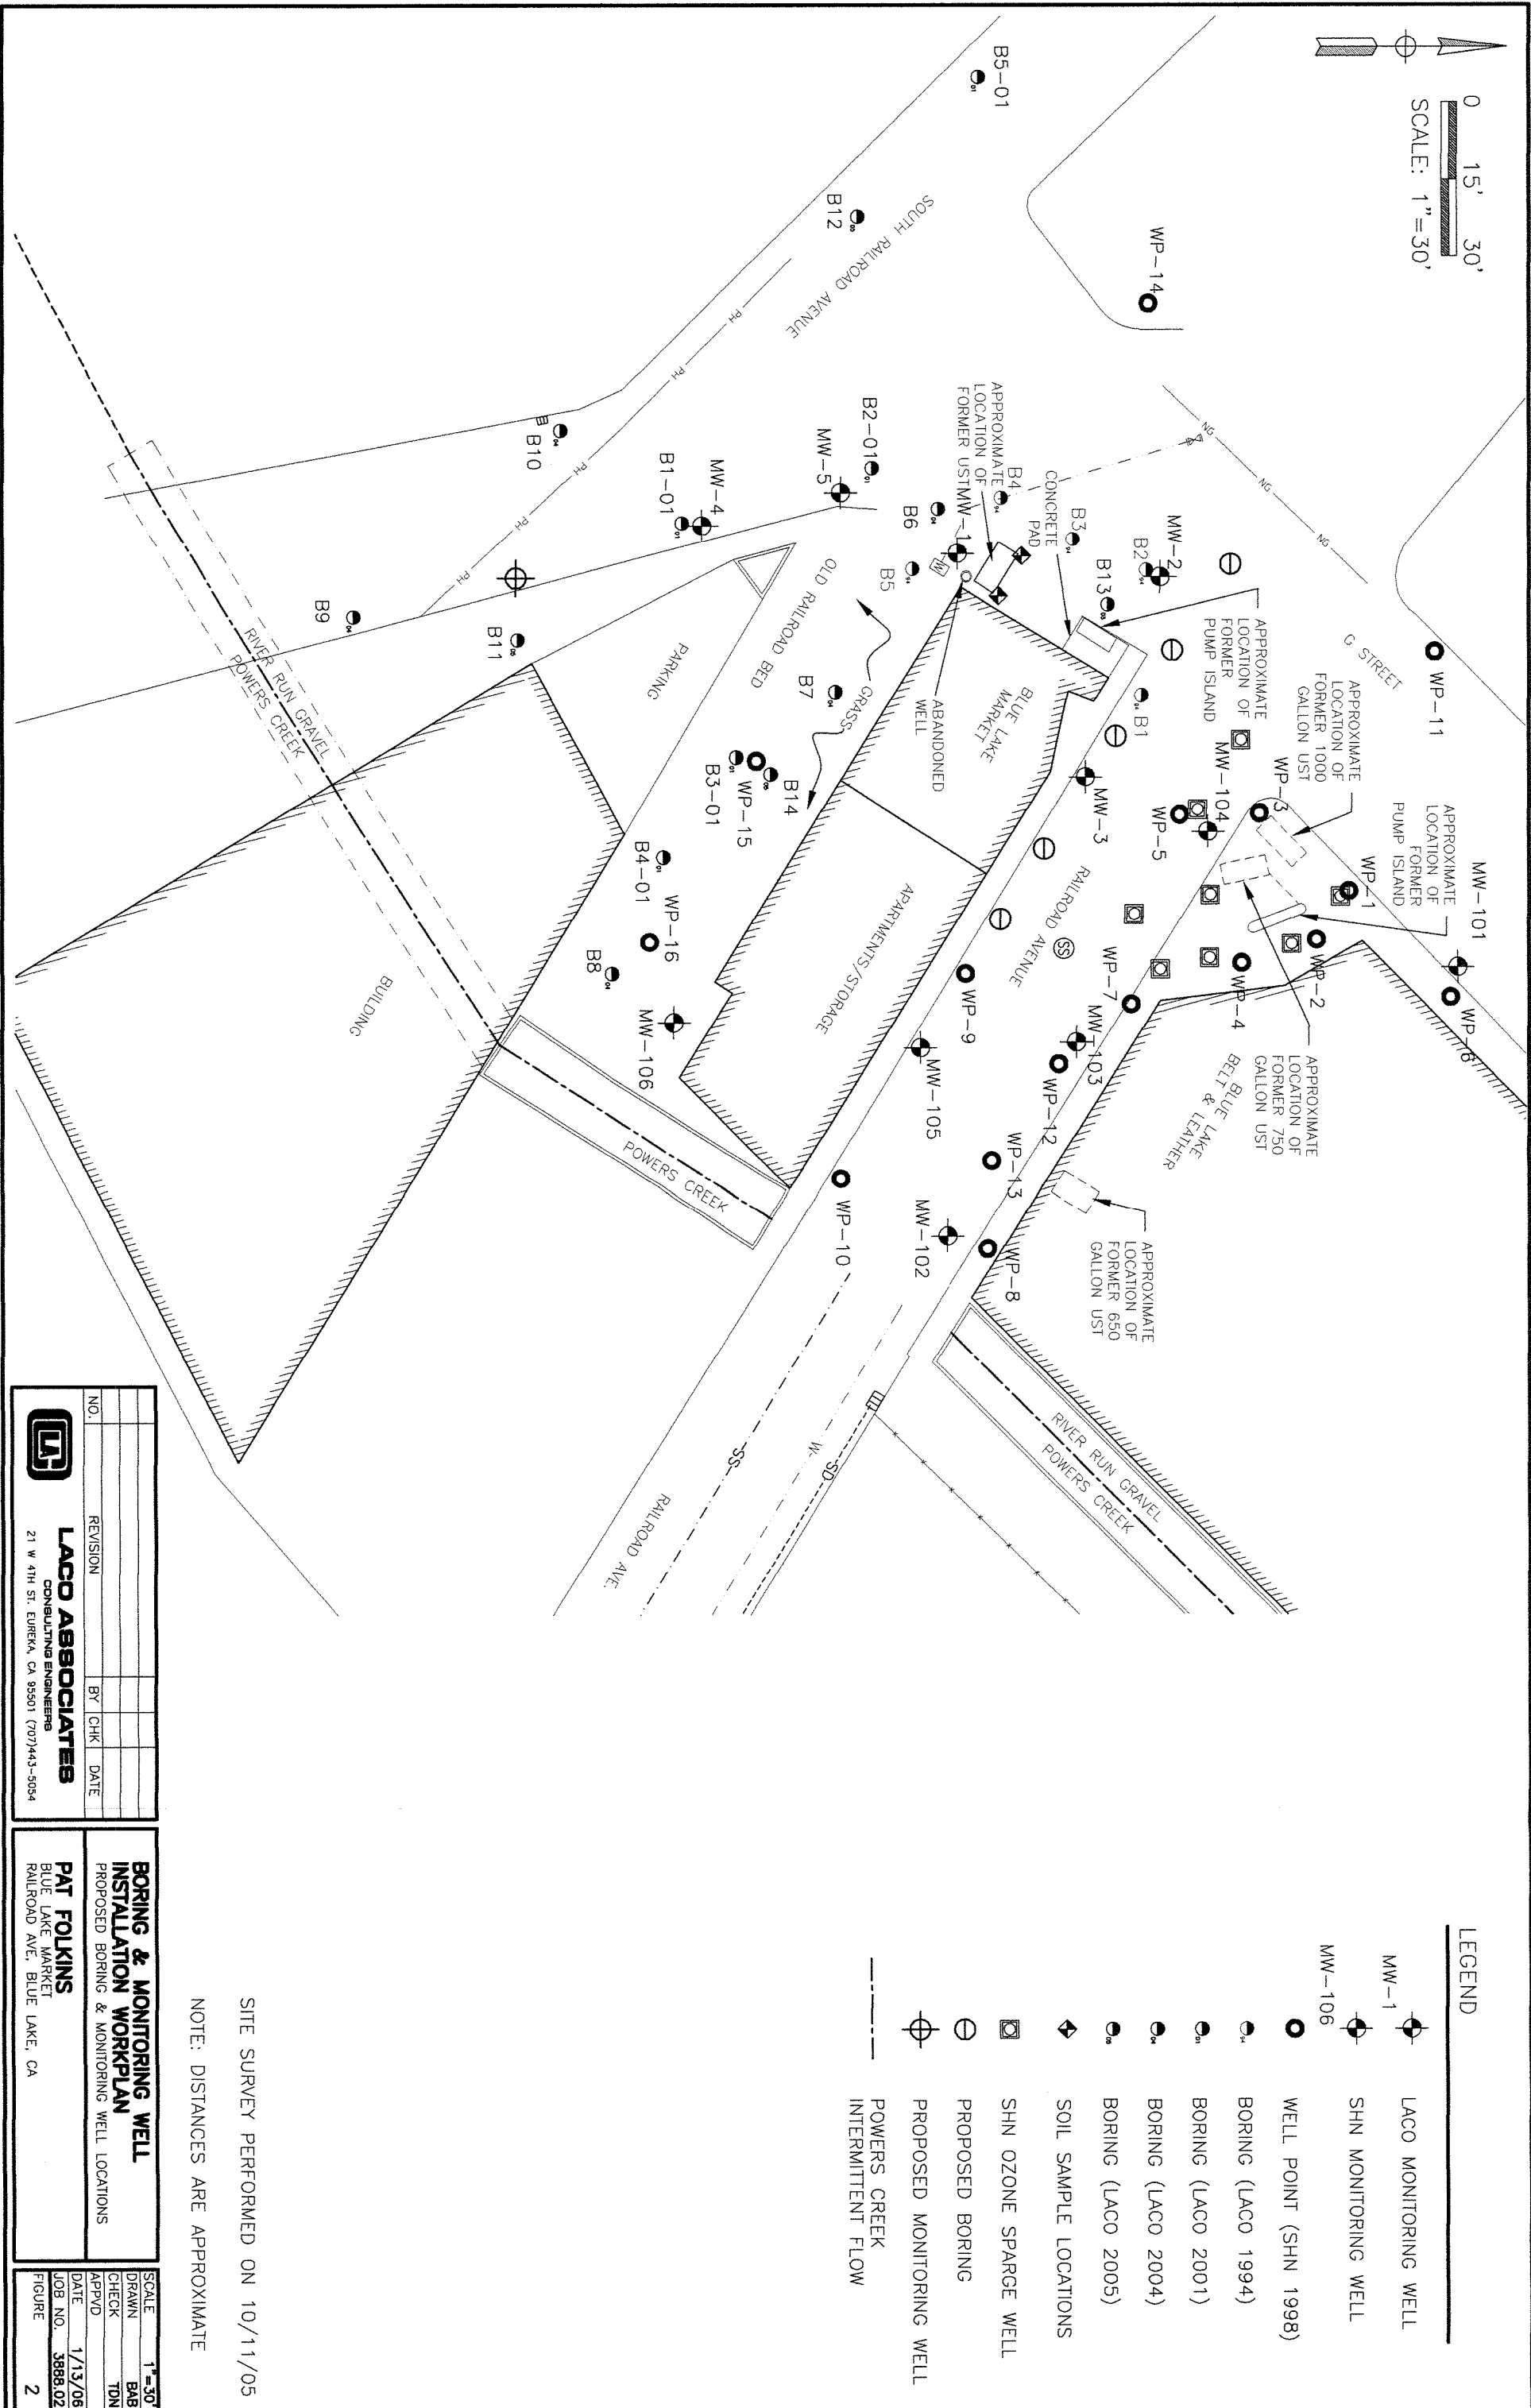 0 15' 30'
SCALE: 1"=30'
B5-01
B12
SOUTH RAILROAD AVENUE
WP-14
PH
PH
PH
PH
PH
NG
NG
NG
G STREET
WP-11
B10
B1-01
MW-4
MW-5
B2-01
APPROXIMATE
LOCATION OF
FORMER UST
MW-1
B4
B6
B5
CONCRETE
PAD
B3
B13
B2
MW-2
W
APPROXIMATE
LOCATION OF
FORMER
PUMP ISLAND
B1
MW-104
WP-3
APPROXIMATE
LOCATION OF
FORMER 1000
GALLON UST
APPROXIMATE
LOCATION OF
FORMER
PUMP ISLAND
WP-1
MW-101
WP-6
WP-2
WP-4
WP-5
WP-7
MW-3
RAILROAD AVENUE
SS
BLUE LAKE
MARKET
ABANDONED
WELL
OLD RAILROAD BED
GRASS
PARKING
B9
B11
B7
RIVER RUN GRAVEL
POWERS CREEK
B14
WP-15
B3-01
B4-01
WP-16
B8
MW-106
APARTMENTS/STORAGE
BUILDING
WP-9
MW-105
MW-103
WP-12
WP-13
MW-102
WP-8
WP-10
BLUE LAKE
BELT & LEATHER
APPROXIMATE
LOCATION OF
FORMER 750
GALLON UST
APPROXIMATE
LOCATION OF
FORMER 650
GALLON UST
POWERS CREEK
RIVER RUN GRAVEL
POWERS CREEK
SS
W
SD
RAILROAD AVE.
LEGEND
MW-1 LACO MONITORING WELL
MW-106 SHN MONITORING WELL
WELL POINT (SHN 1998)
BORING (LACO 1994)
BORING (LACO 2001)
BORING (LACO 2004)
BORING (LACO 2005)
SOIL SAMPLE LOCATIONS
SHN OZONE SPARGE WELL
PROPOSED BORING
PROPOSED MONITORING WELL
POWERS CREEK
INTERMITTENT FLOW
SITE SURVEY PERFORMED ON 10/11/05
NOTE: DISTANCES ARE APPROXIMATE
NO. REVISION BY CHK DATE
LA
LACO ASSOCIATES
CONSULTING ENGINEERS
21 W 4TH ST. EUREKA, CA 95501 (707)443-5054
BORING & MONITORING WELL
INSTALLATION WORKPLAN
PROPOSED BORING & MONITORING WELL LOCATIONS
PAT FOLKINS
BLUE LAKE MARKET
RAILROAD AVE, BLUE LAKE, CA
SCALE 1"=30'
DRAWN BAB
CHECK TDN
APPVD
DATE 1/13/06
JOB NO. 3888.02
FIGURE 2